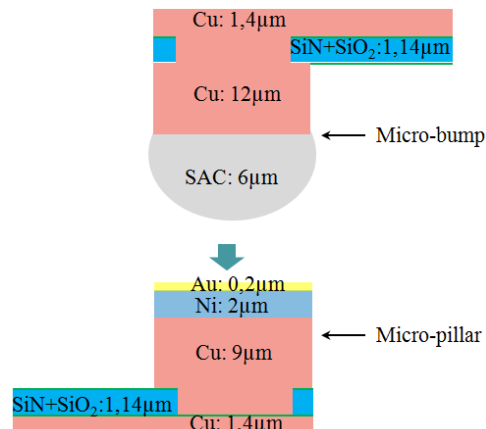 Cu: 1,4µm
SiN+SiO₂:1,14µm
Cu: 12µm
Micro-bump
SAC: 6µm
Au: 0,2µm
Ni: 2µm
Micro-pillar
Cu: 9µm
SiN+SiO₂:1,14µm
Cu: 1,4µm